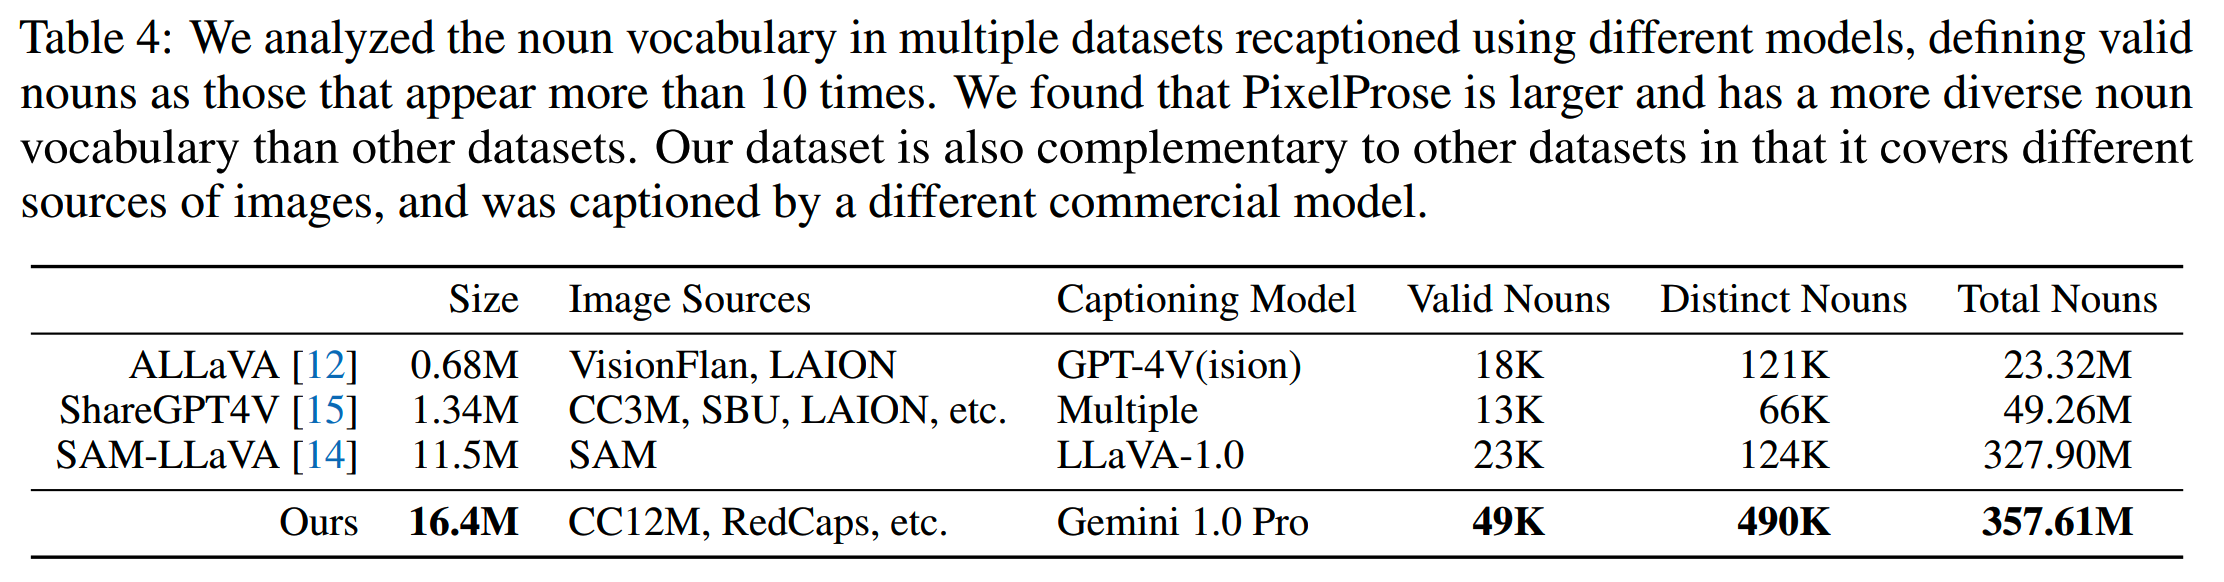 Table 4: We analyzed the noun vocabulary in multiple datasets recaptioned using different models, defining valid
nouns as those that appear more than 10 times. We found that PixelProse is larger and has a more diverse noun
vocabulary than other datasets. Our dataset is also complementary to other datasets in that it covers different
sources of images, and was captioned by a different commercial model.
Size Image Sources Captioning Model Valid Nouns Distinct Nouns Total Nouns
ALLaVA [12] 0.68M VisionFlan, LAION GPT-4V(ision) 18K 121K 23.32M
ShareGPT4V [15] 1.34M CC3M, SBU, LAION, etc. Multiple 13K 66K 49.26M
SAM-LLaVA [14] 11.5M SAM LLaVA-1.0 23K 124K 327.90M
Ours 16.4M CC12M, RedCaps, etc. Gemini 1.0 Pro 49K 490K 357.61M